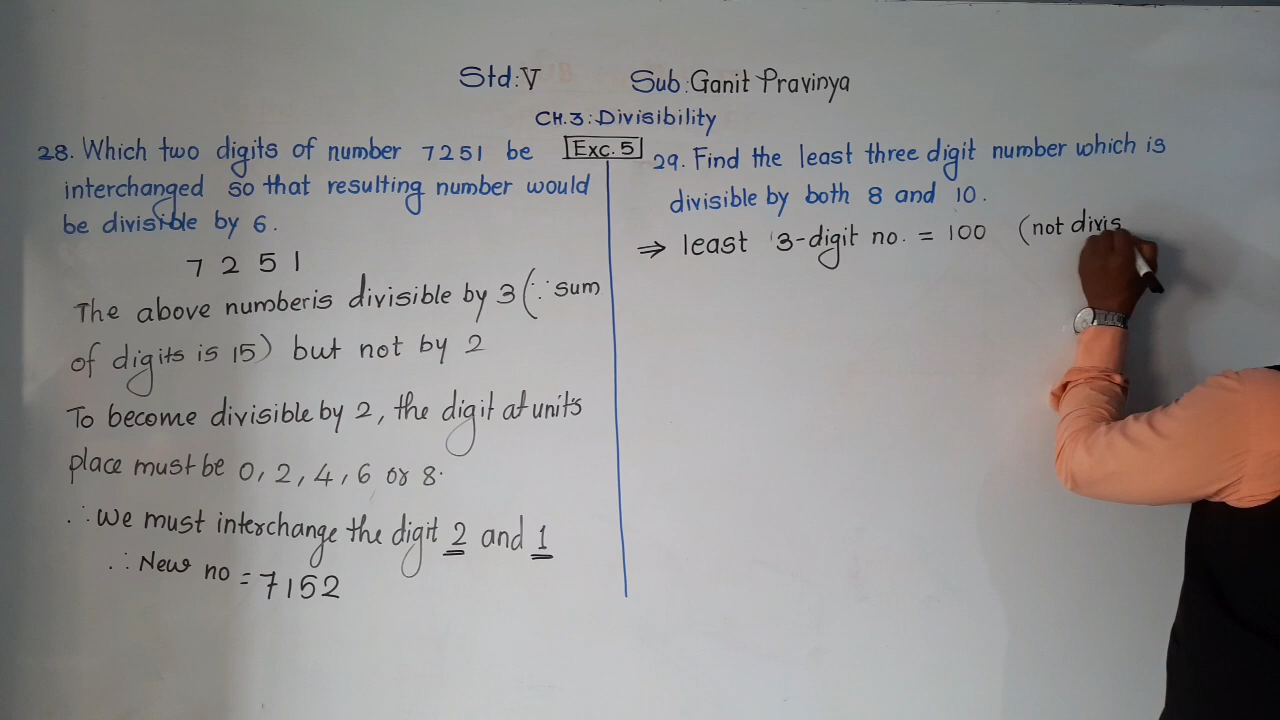 Std: V Sub: Ganit Pravinya
CH.3: Divisibility
Exc. 5
28. Which two digits of number 7251 be
interchanged so that resulting number would
be divisible by 6.
7 2 5 1
The above number is divisible by 3 (∵ sum
of digits is 15) but not by 2
To become divisible by 2, the digit at units
place must be 0, 2, 4, 6 or 8.
∴ We must interchange the digit 2 and 1
∴ New no = 7152
29. Find the least three digit number which is
divisible by both 8 and 10.
⇒ least 3-digit no. = 100 (not divis